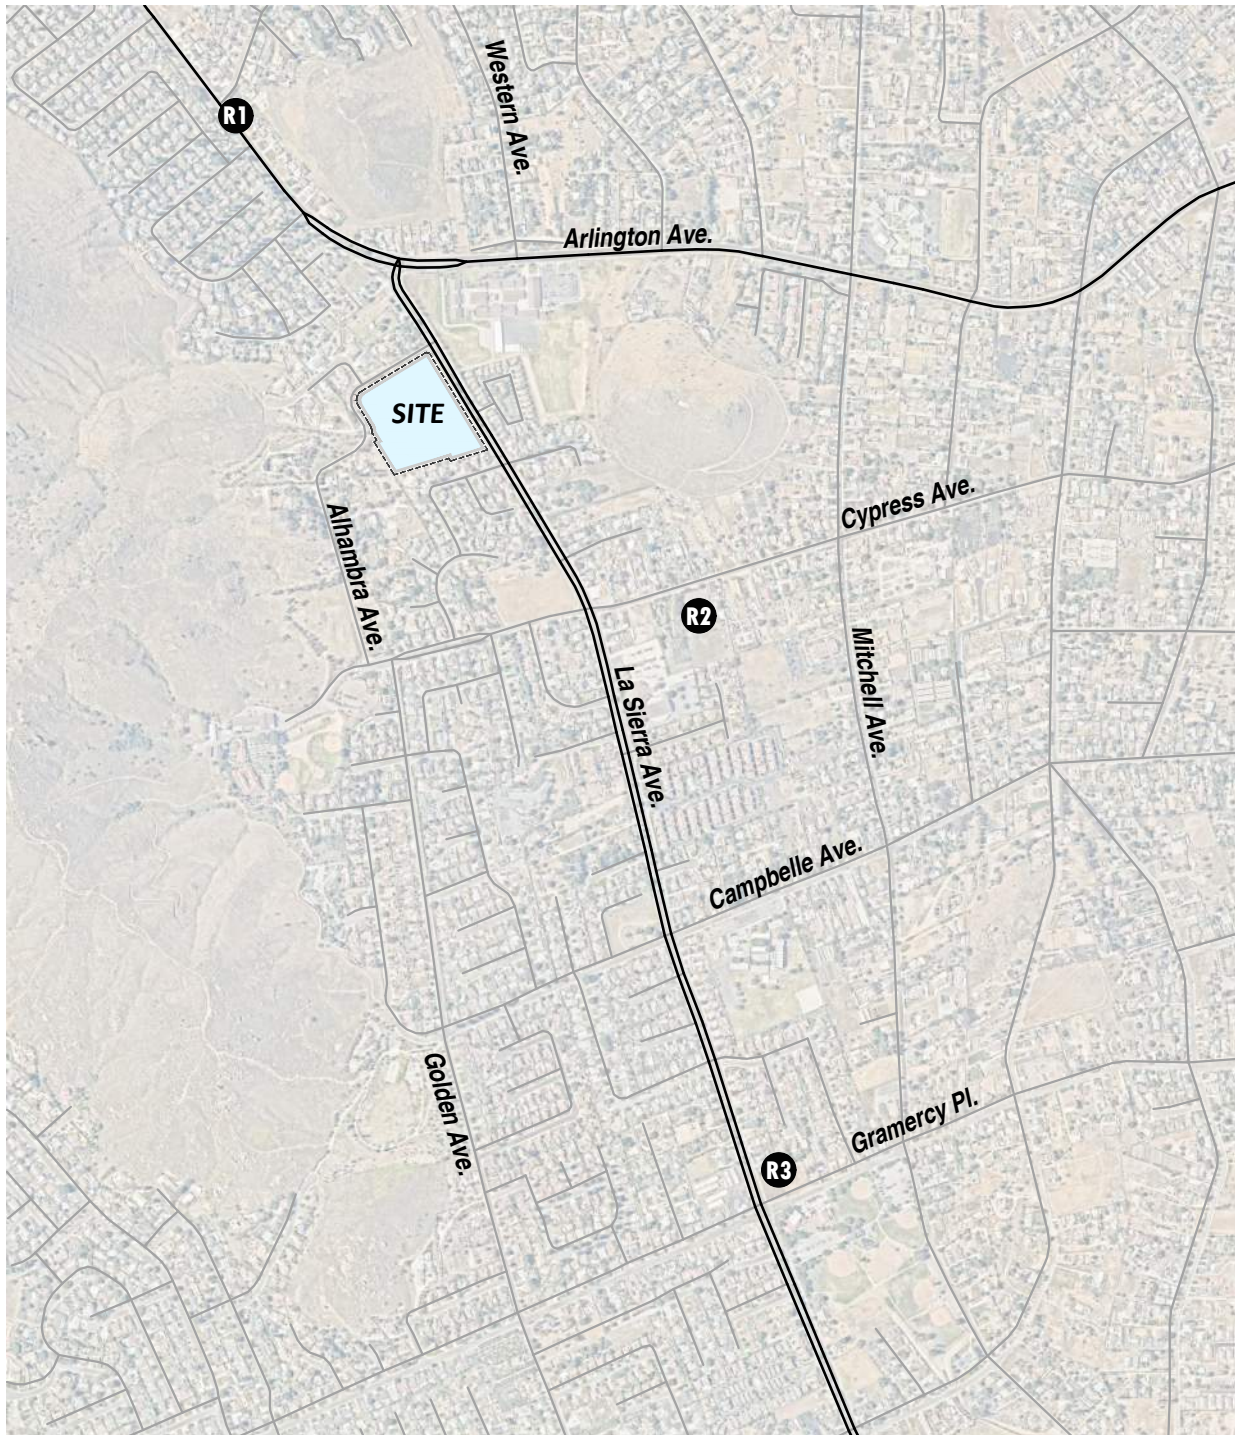 Western Ave.
R1
Arlington Ave.
SITE
Cypress Ave.
Alhambra Ave.
R2
Mitchell Ave.
La Sierra Ave.
Campbelle Ave.
Golden Ave.
Gramercy Pl.
R3